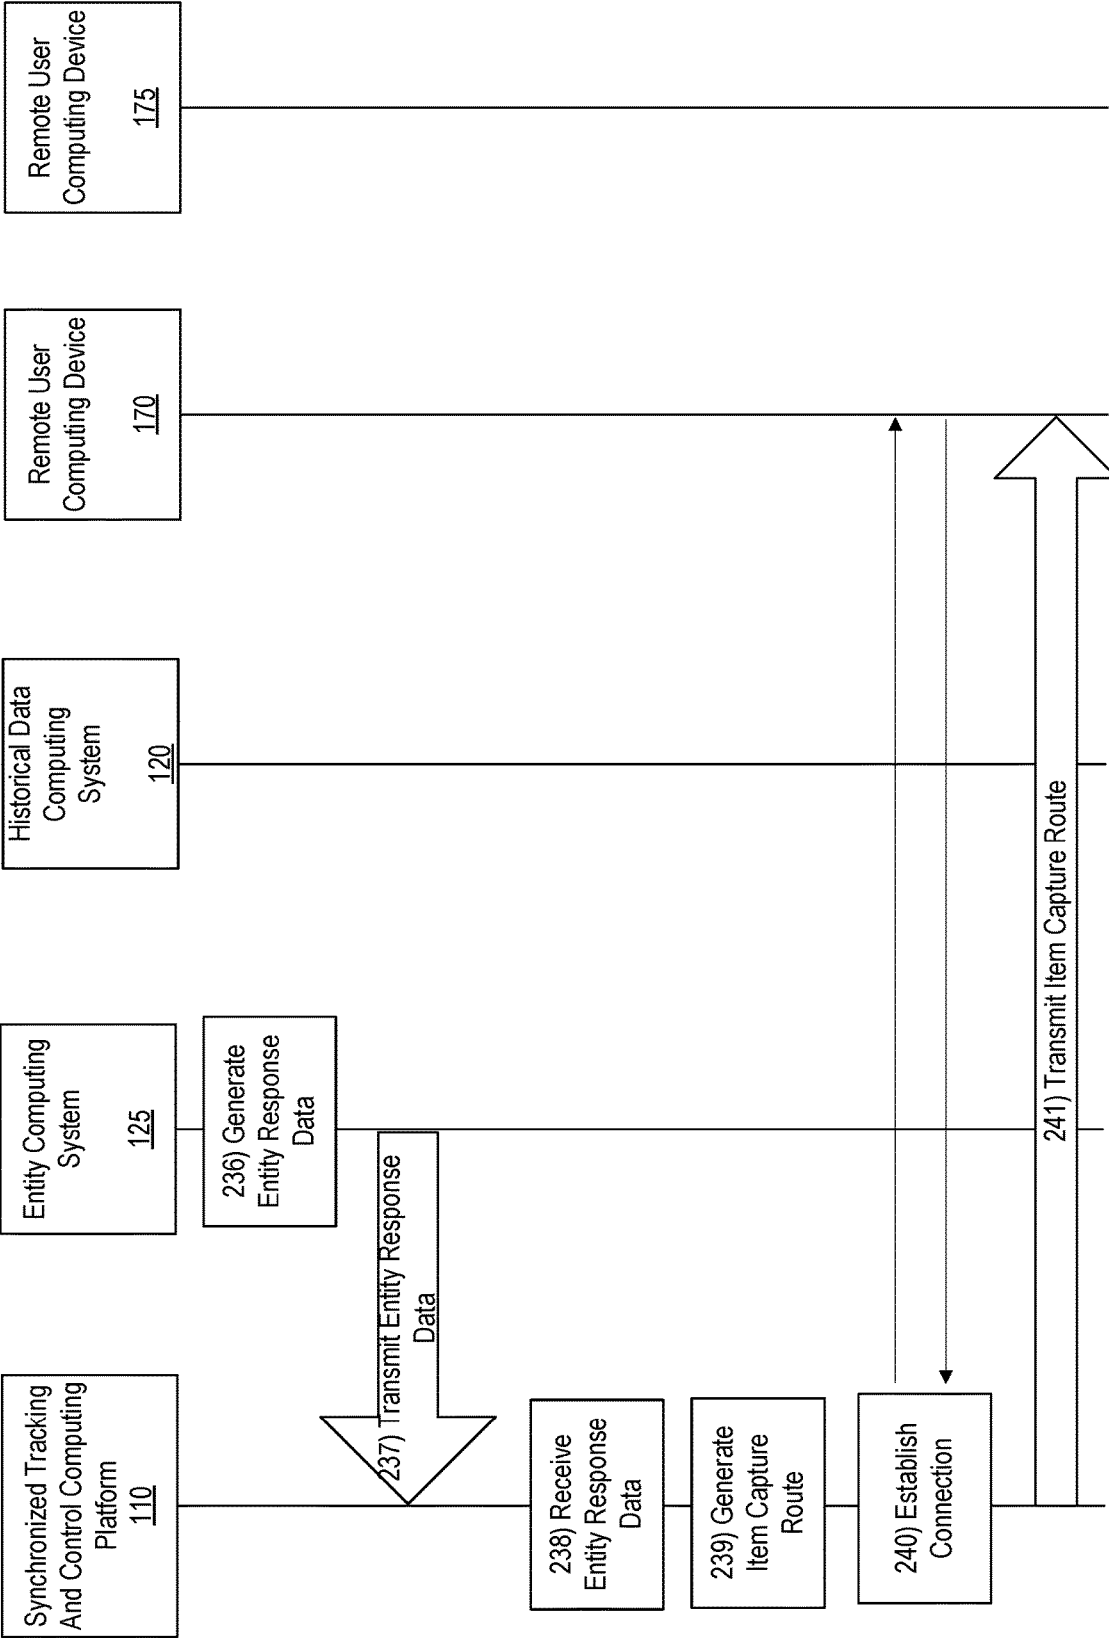 Synchronized Tracking
And Control Computing
Platform
110
Entity Computing
System
125
Historical Data
Computing
System
120
Remote User
Computing Device
170
Remote User
Computing Device
175
236) Generate
Entity Response
Data
237) Transmit Entity Response
Data
238) Receive
Entity Response
Data
239) Generate
Item Capture
Route
240) Establish
Connection
241) Transmit Item Capture Route